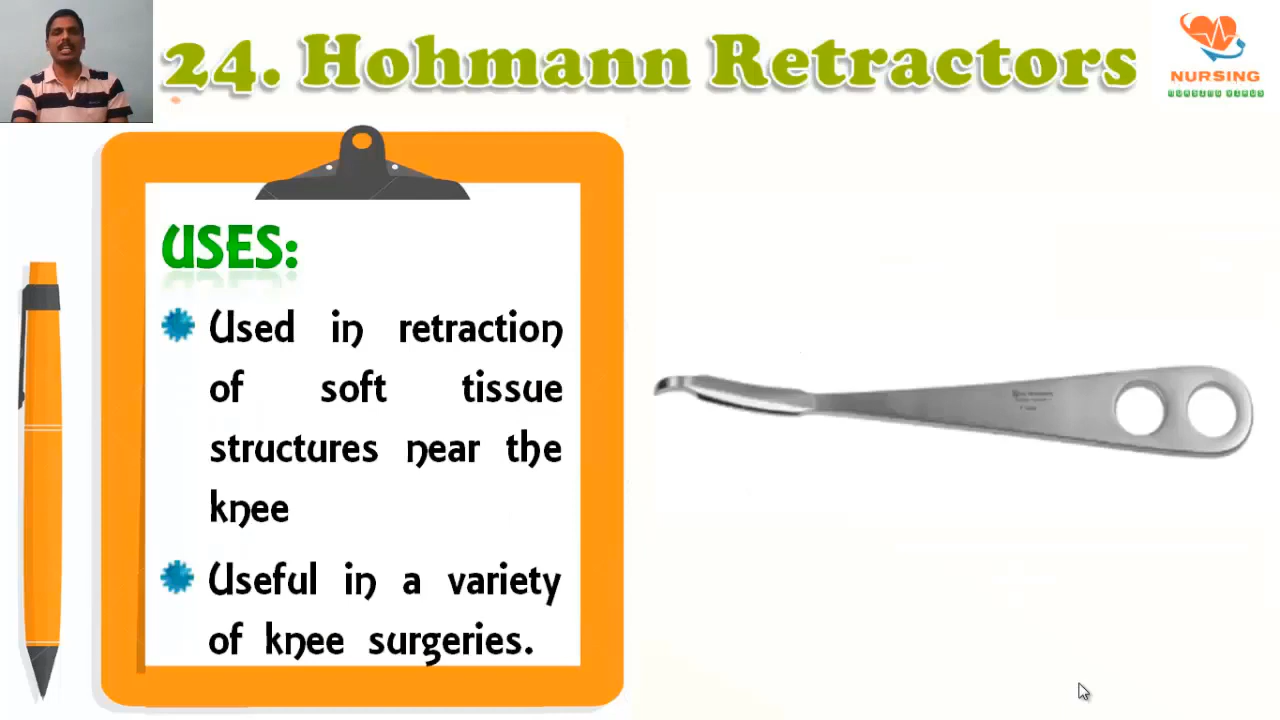 24. Hohmann Retractors
NURSING
USES:
Used in retraction
of soft tissue
structures near the
knee
Useful in a variety
of knee surgeries.